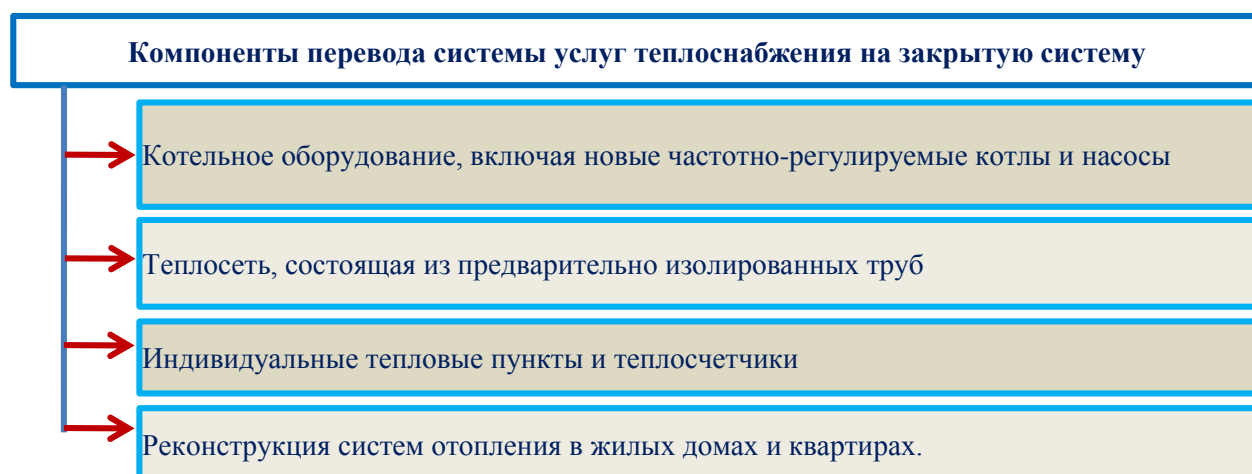 Компоненты перевода системы услуг теплоснабжения на закрытую систему
Котельное оборудование, включая новые частотно-регулируемые котлы и насосы
Теплосеть, состоящая из предварительно изолированных труб
Индивидуальные тепловые пункты и теплосчетчики
Реконструкция систем отопления в жилых домах и квартирах.